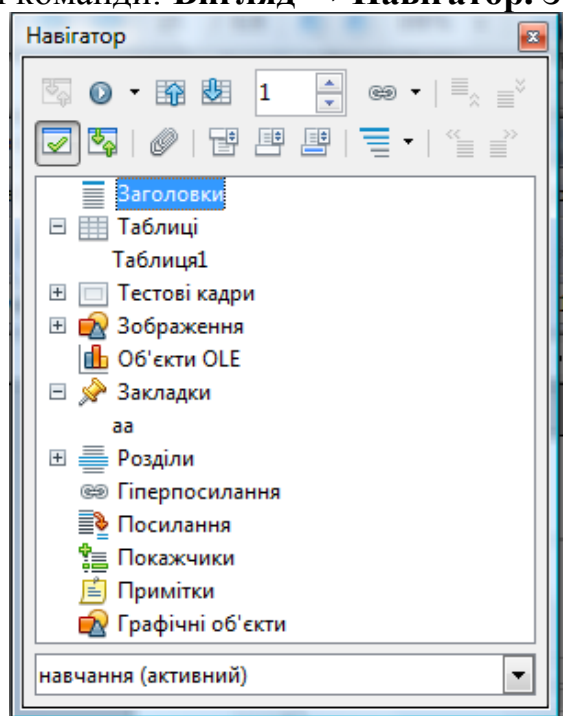 команди: Вигляд → Навігатор. З
Навігатор
1
Заголовки
Таблиці
Таблиця1
Тестові кадри
Зображення
Об'єкти OLE
Закладки
аа
Розділи
Гіперпосилання
Посилання
Покажчики
Примітки
Графічні об'єкти
навчання (активний)